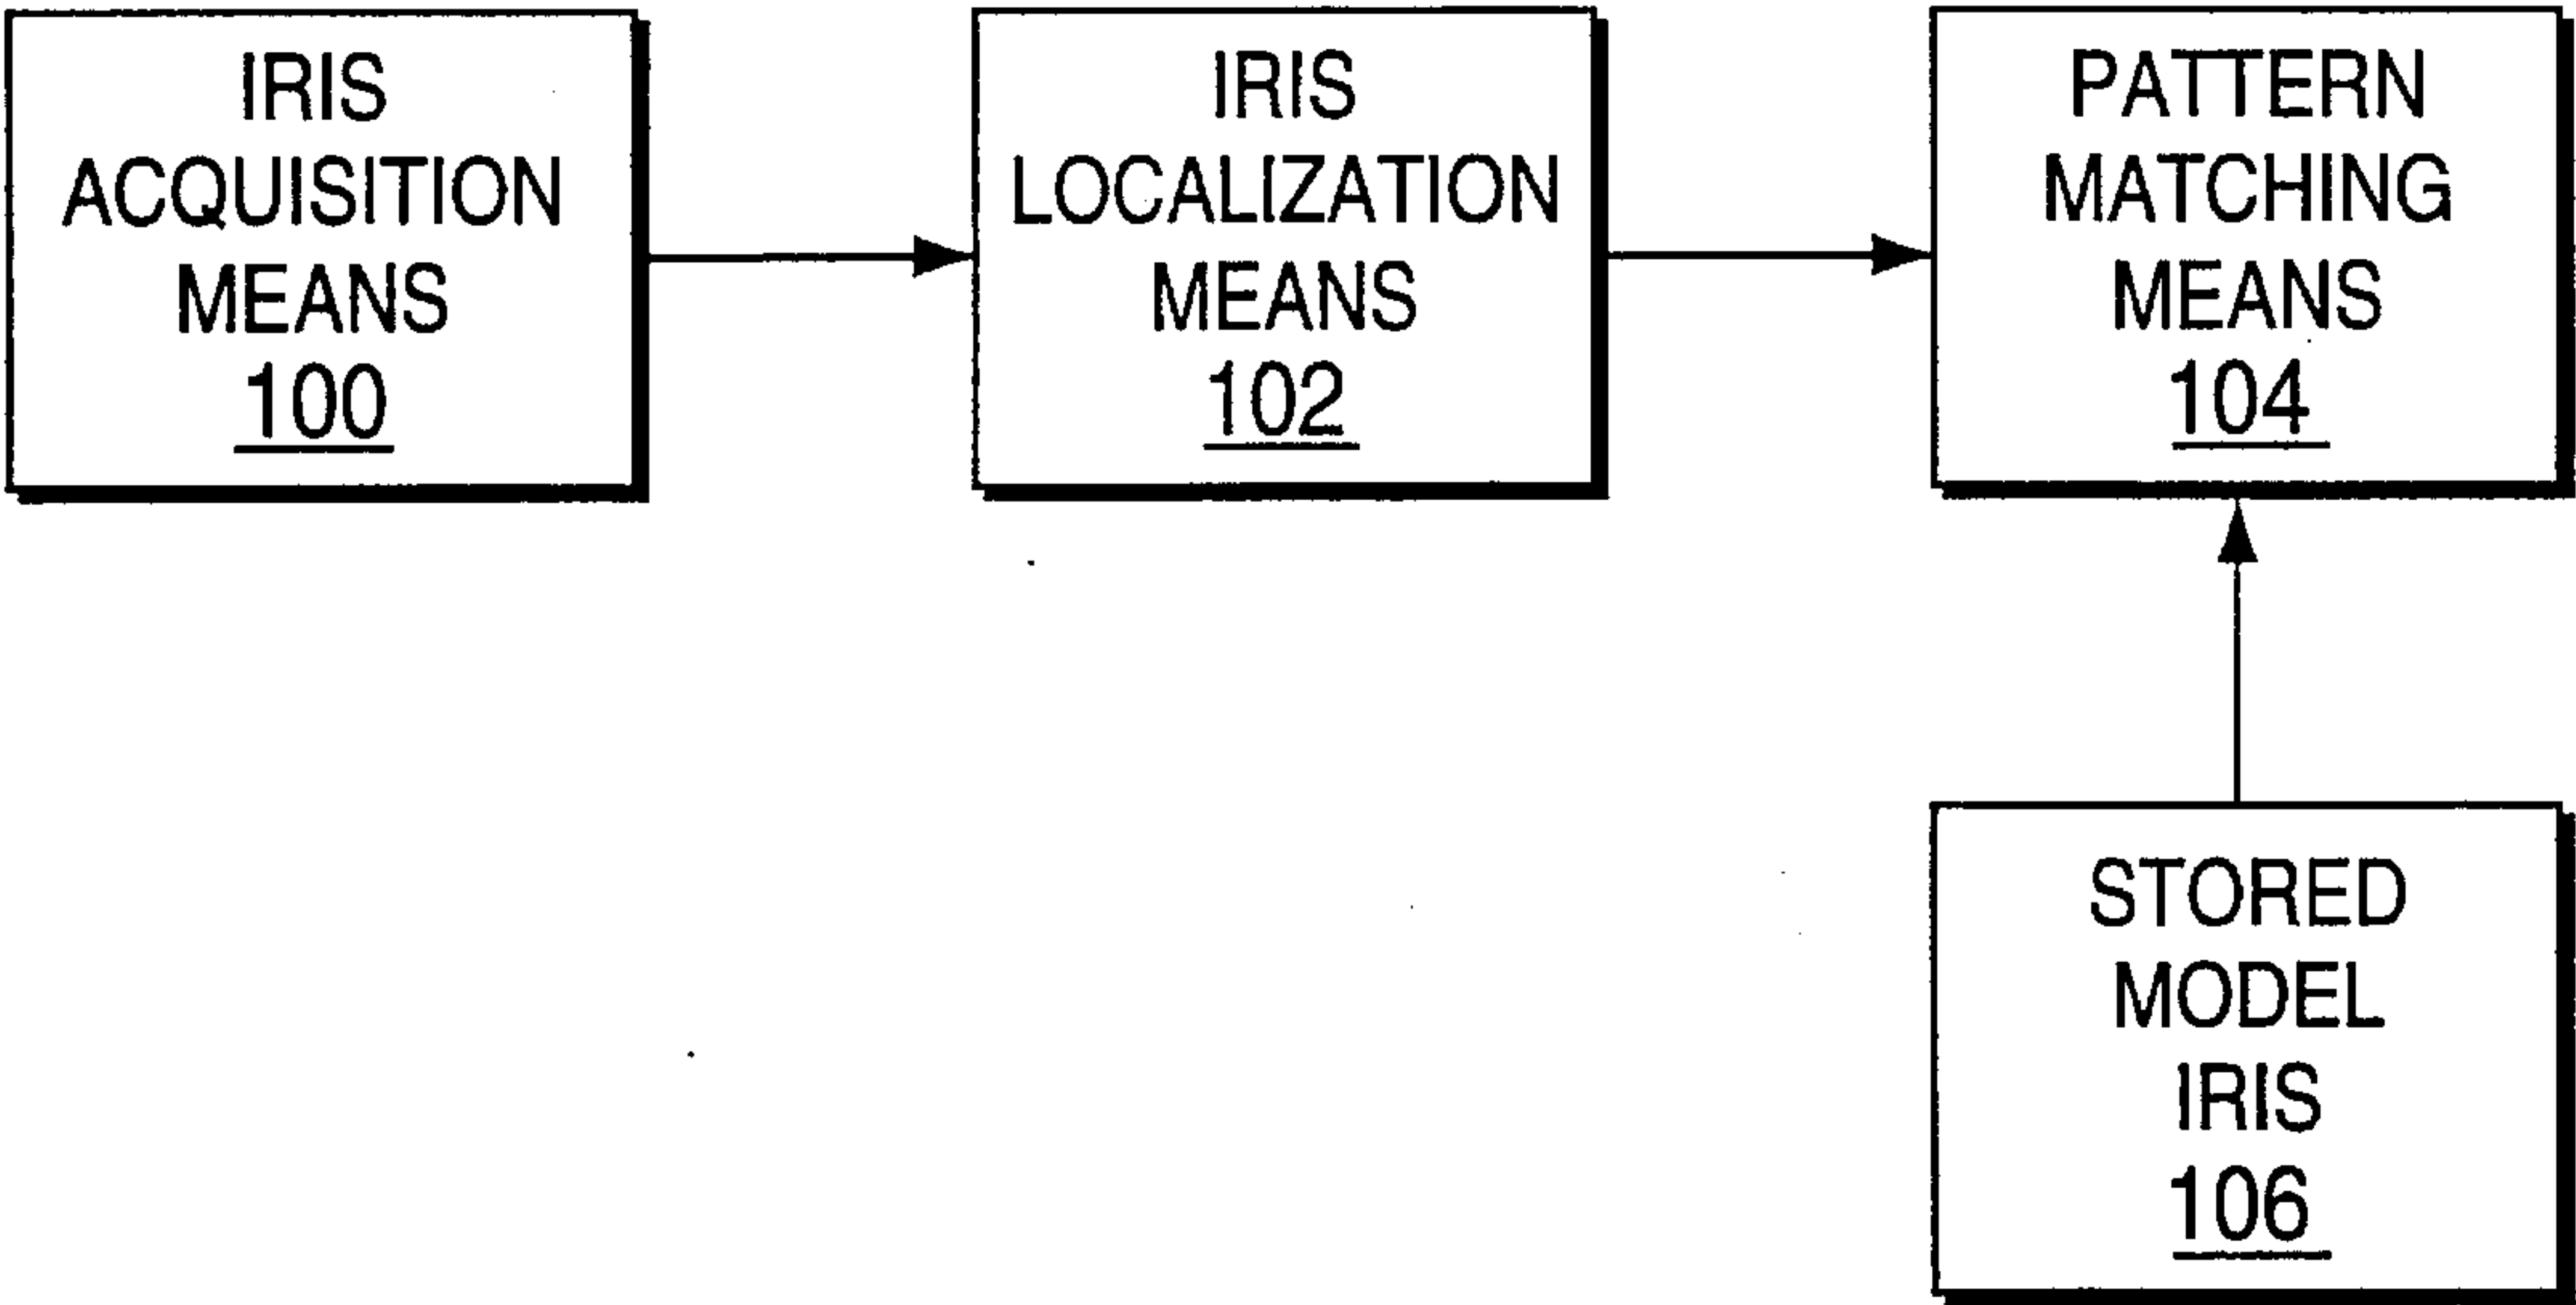 IRIS
ACQUISITION
MEANS
100
IRIS
LOCALIZATION
MEANS
102
PATTERN
MATCHING
MEANS
104
STORED
MODEL
IRIS
106